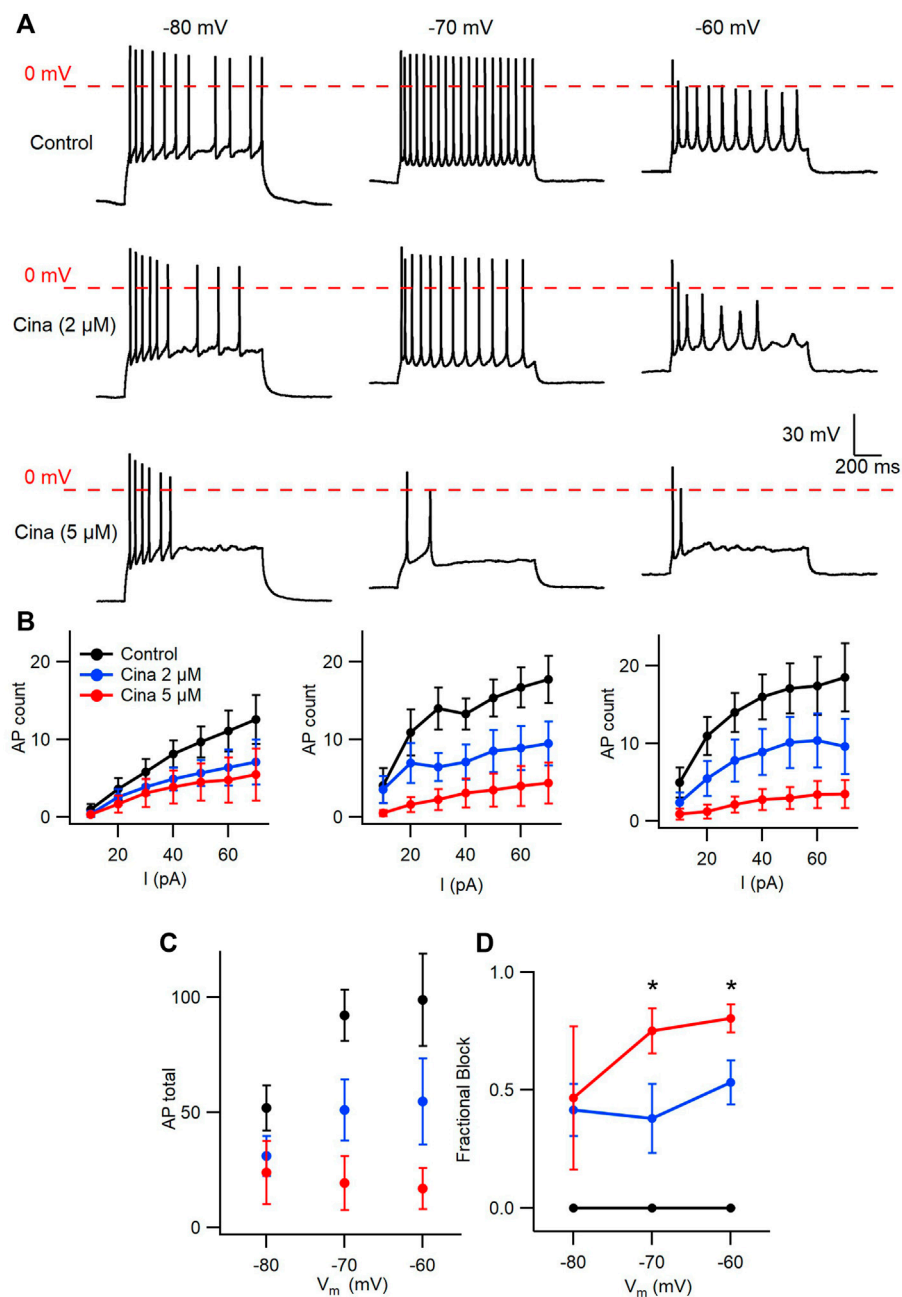 A
-80 mV
-70 mV
-60 mV
0 mV
Control
0 mV
Cina (2 µM)
30 mV
200 ms
0 mV
Cina (5 µM)
B
Control
Cina 2 µM
Cina 5 µM
AP count
20
10
0
20
40
60
I (pA)
AP count
20
10
0
20
40
60
I (pA)
AP count
20
10
0
20
40
60
I (pA)
C
AP total
100
50
0
-80
-70
-60
Vm (mV)
D
Fractional Block
1.0
0.5
0.0
*
*
-80
-70
-60
Vm (mV)